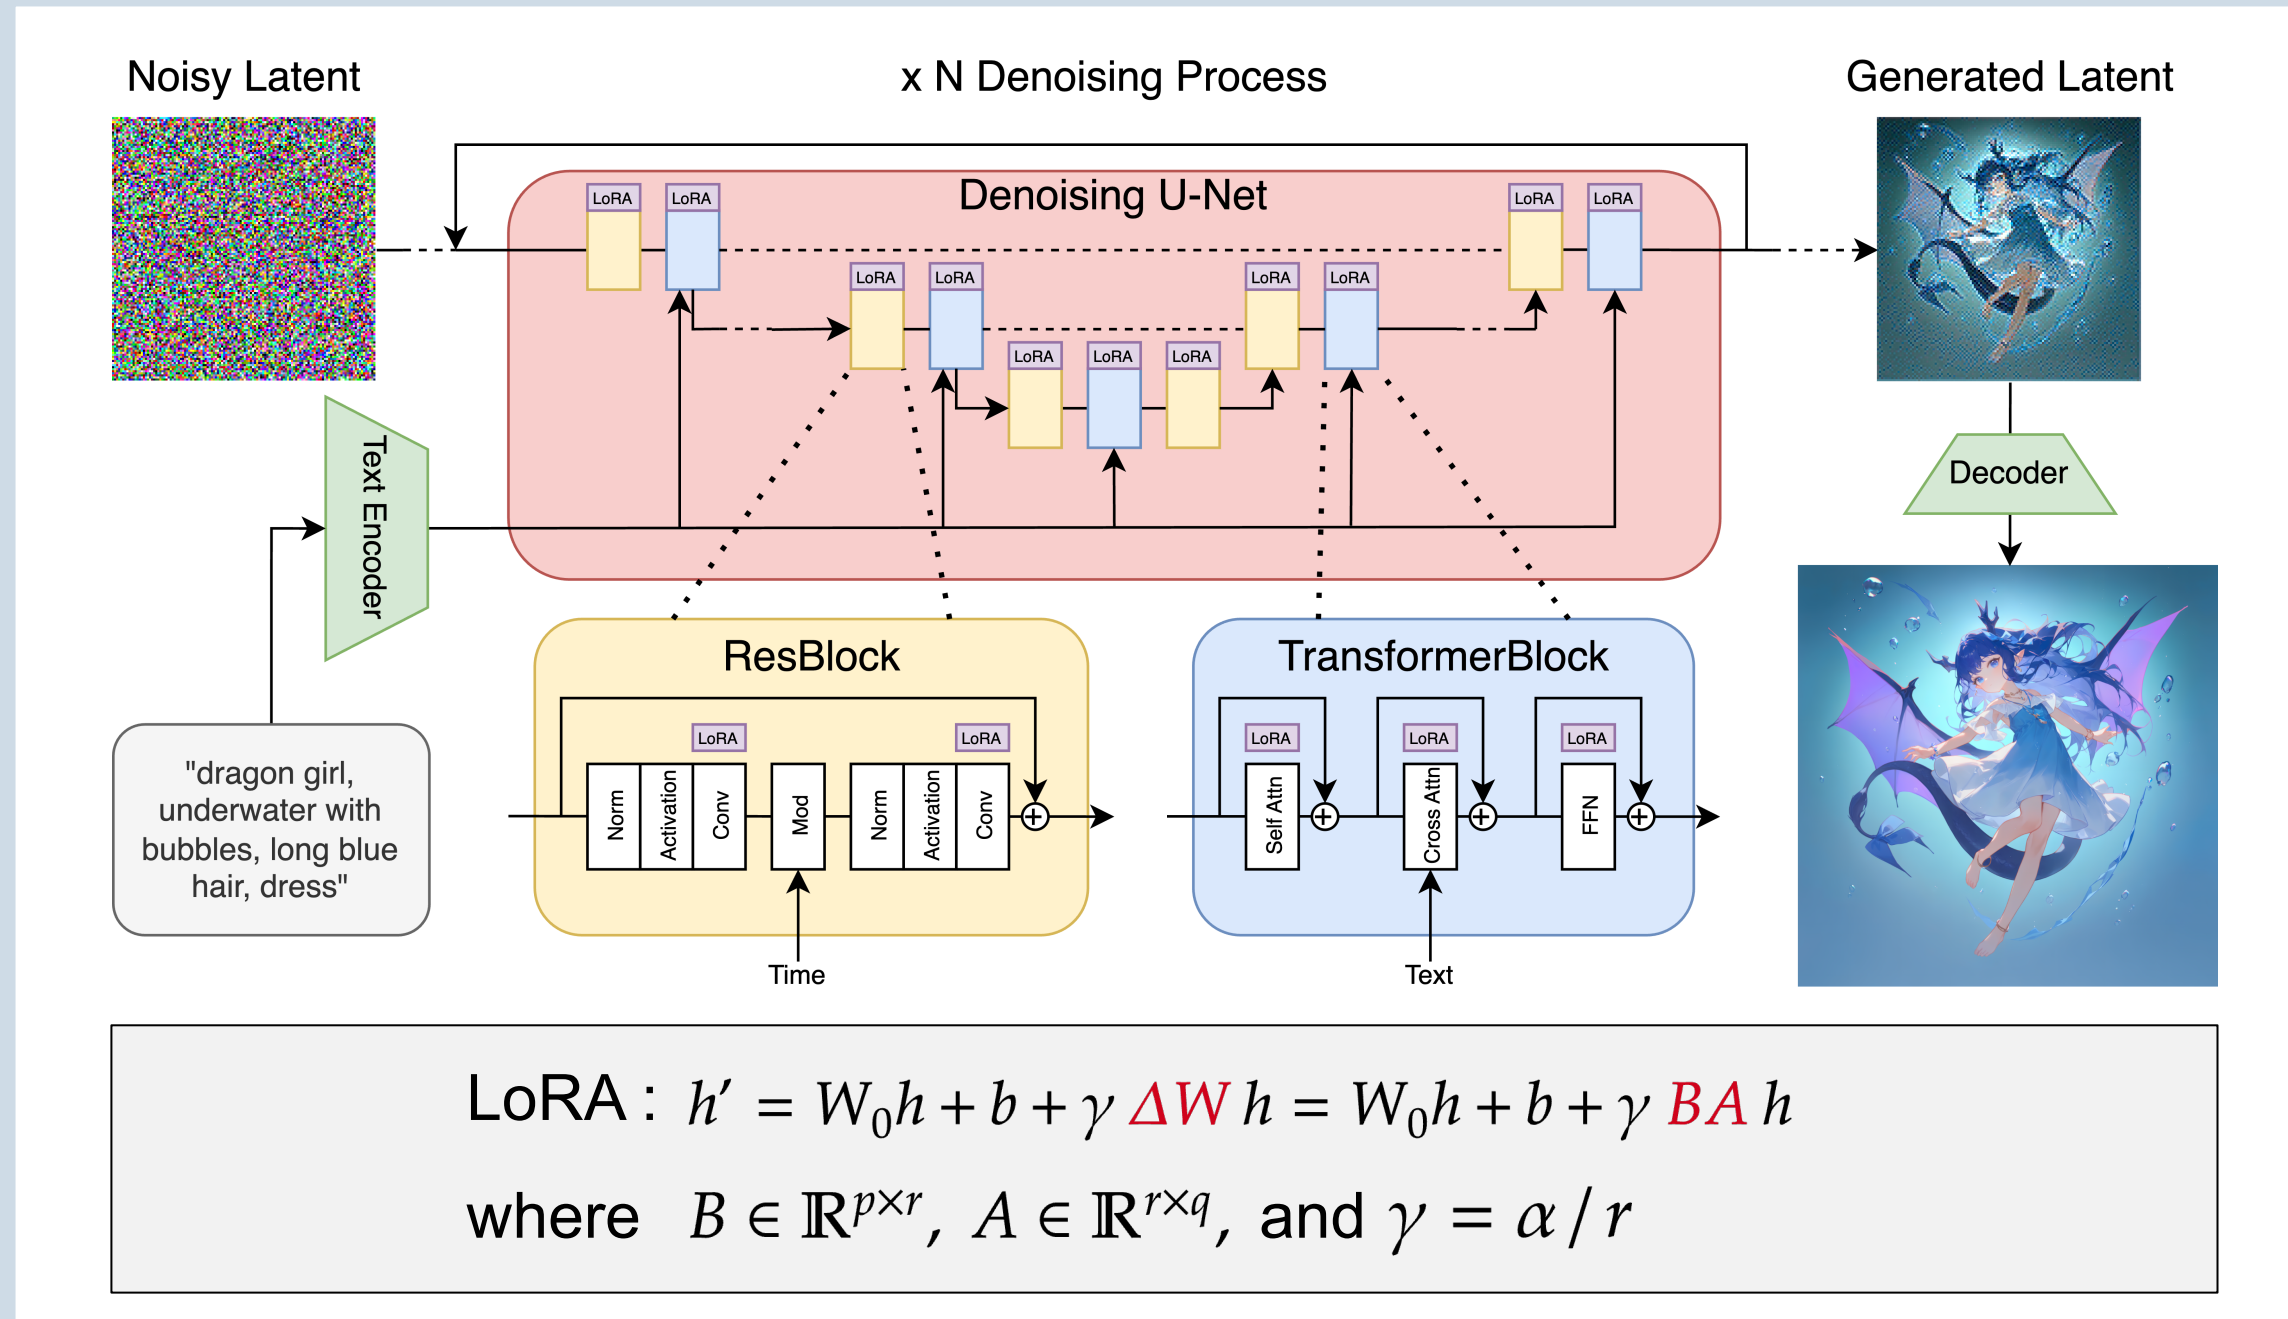 Noisy Latent
x N Denoising Process
Generated Latent
Denoising U-Net
LoRA
LoRA
LoRA
LoRA
LoRA
LoRA
LoRA
LoRA
LoRA
LoRA
LoRA
Text Encoder
Decoder
"dragon girl,
underwater with
bubbles, long blue
hair, dress"
ResBlock
LoRA
LoRA
Norm
Activation
Conv
Mod
Norm
Activation
Conv
Time
TransformerBlock
LoRA
LoRA
LoRA
Self Attn
Cross Attn
FFN
Text
LoRA : h′ = W₀h + b + γ ΔW h = W₀h + b + γ BA h
where B ∈ ℝ^{p×r}, A ∈ ℝ^{r×q}, and γ = α / r